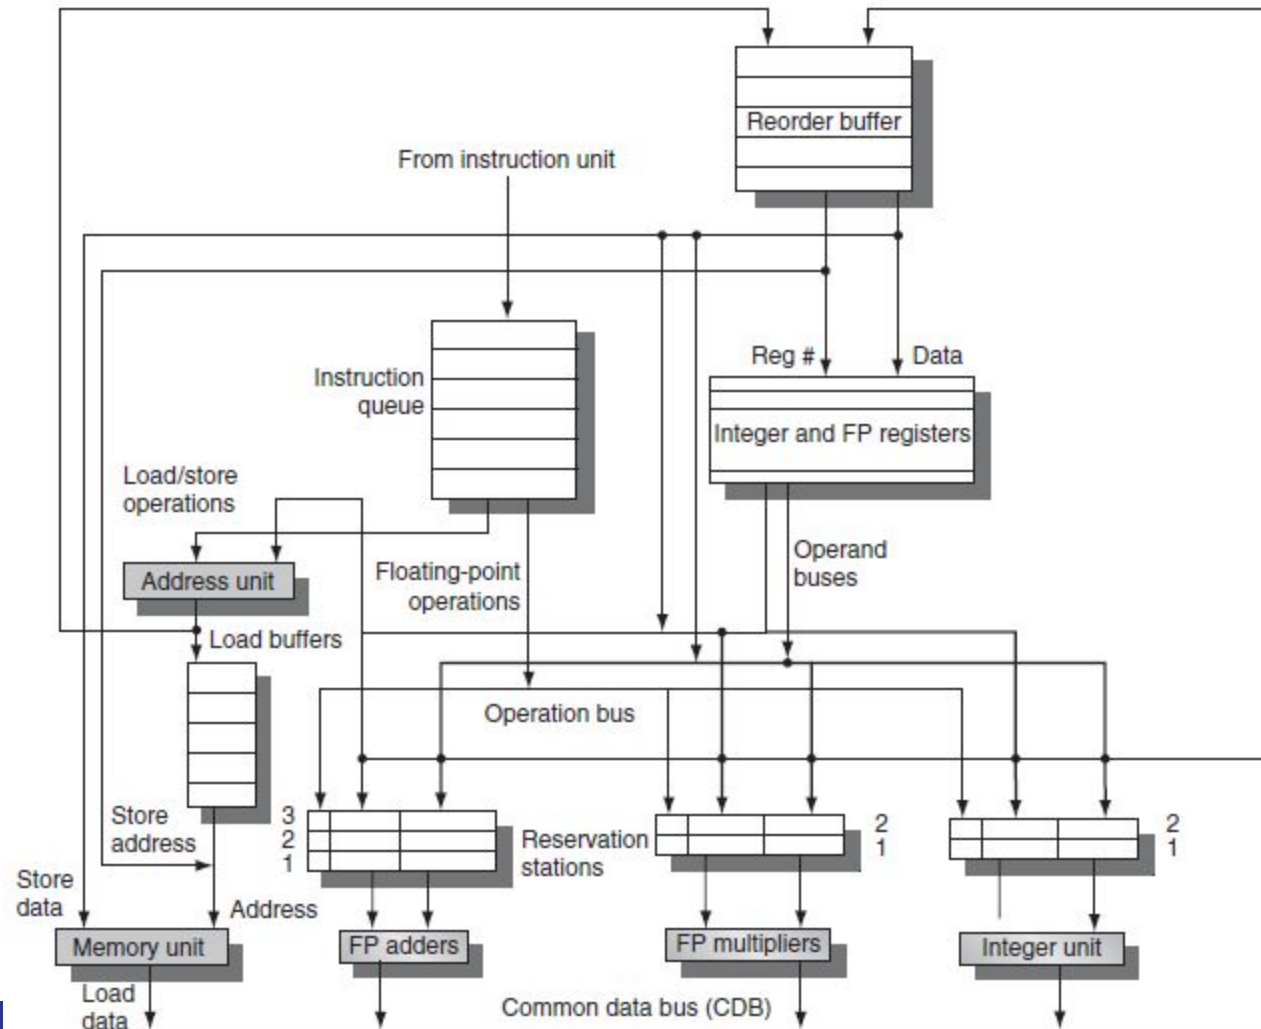 Reorder buffer
From instruction unit
Reg #
Data
Instruction
queue
Integer and FP registers
Load/store
operations
Operand
buses
Address unit
Floating-point
operations
Load buffers
Operation bus
Store
address
3
2
1
Reservation
stations
2
1
2
1
Store
data
Address
Memory unit
FP adders
FP multipliers
Integer unit
Load
data
Common data bus (CDB)